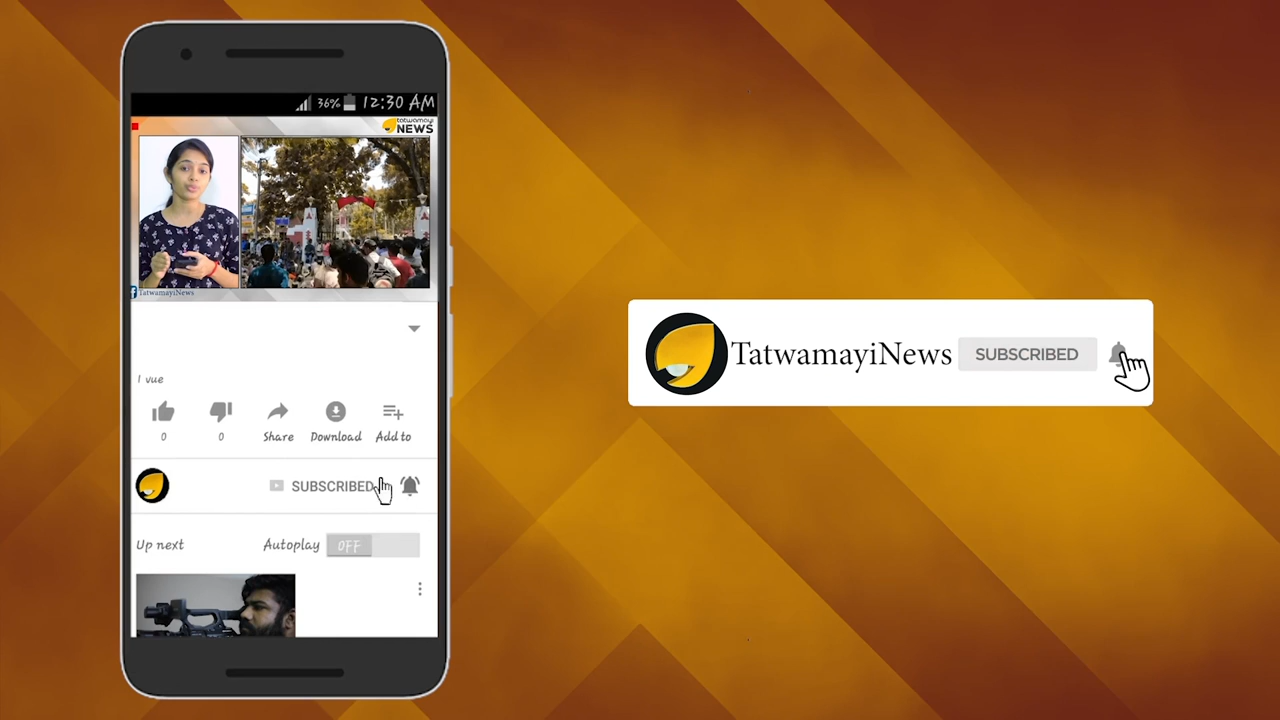 36% 12:30 AM
tatwamayi
NEWS
TatwamayiNews
1 vue
0 0 Share Download Add to
SUBSCRIBED
Up next Autoplay OFF
TatwamayiNews SUBSCRIBED